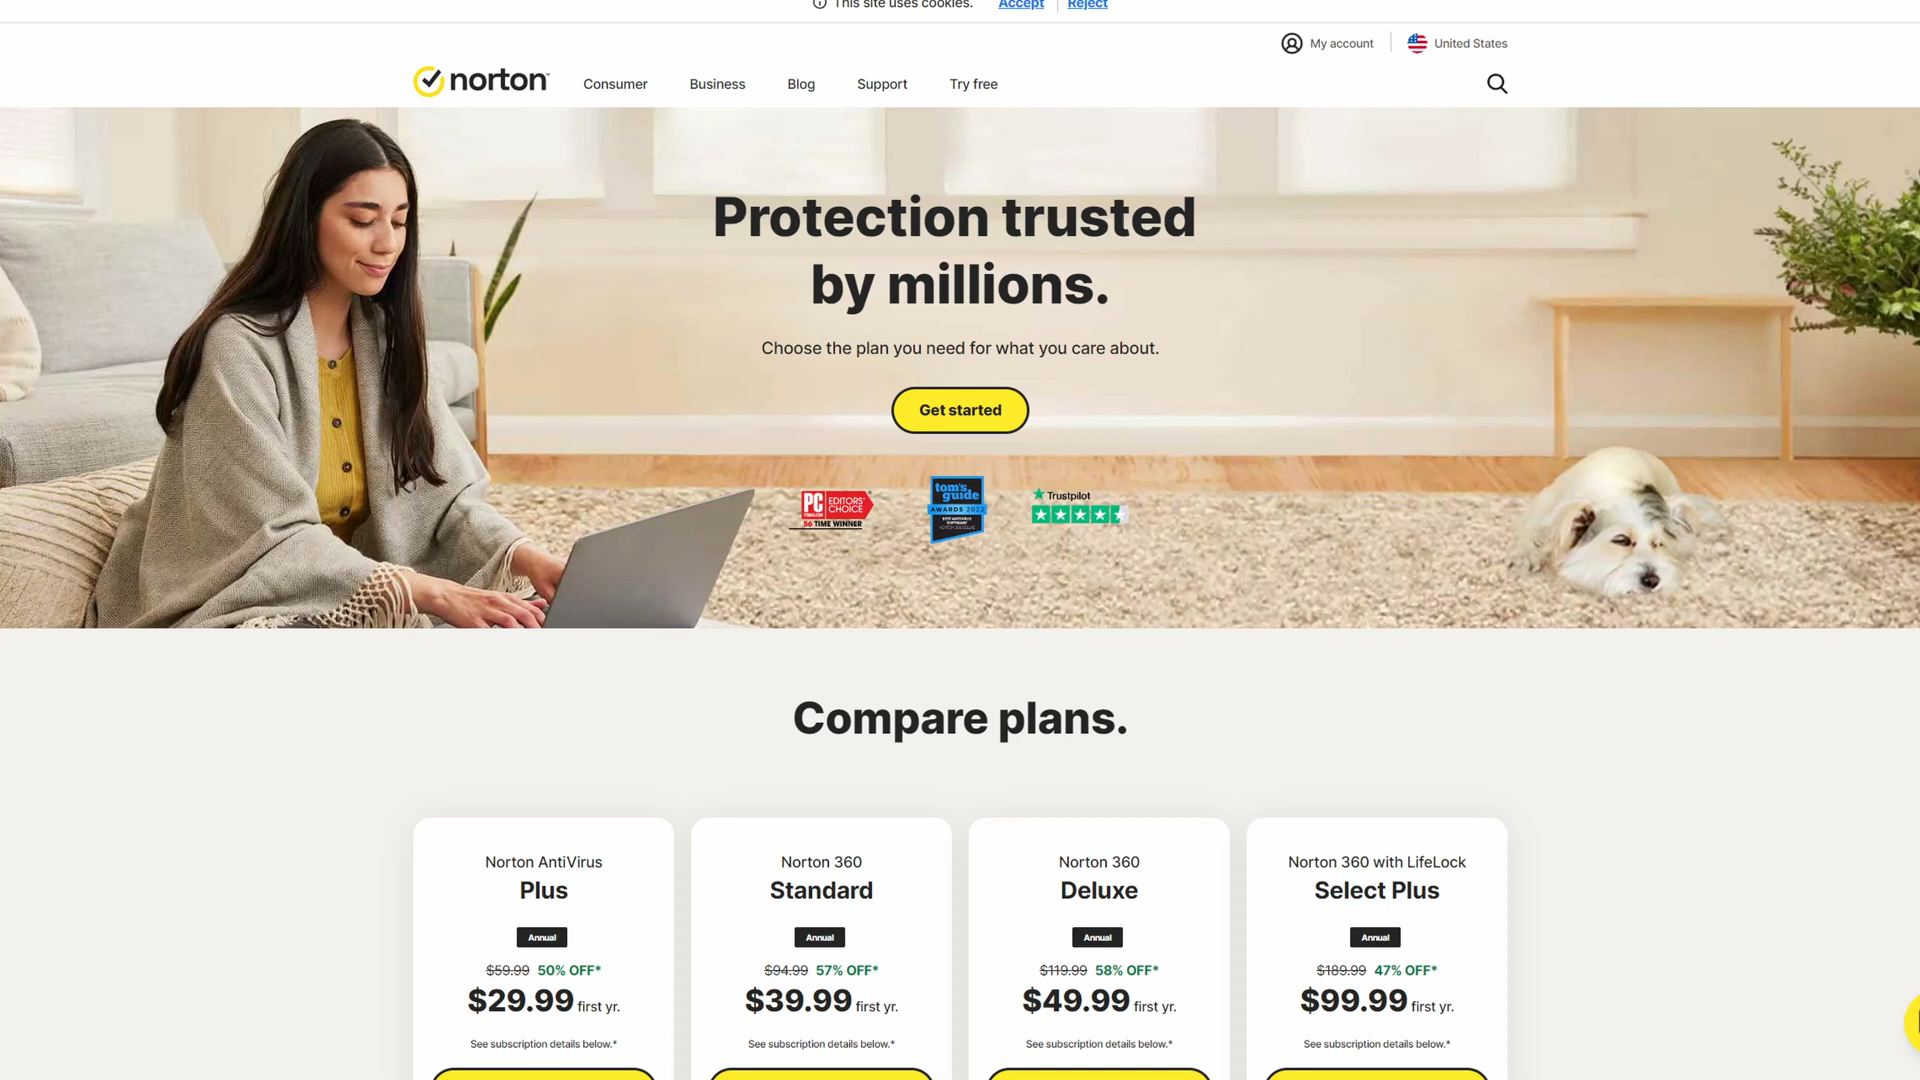 This site uses cookies. Accept Reject
My account United States
norton Consumer Business Blog Support Try free
Protection trusted
by millions.
Choose the plan you need for what you care about.
Get started
PC EDITORS' CHOICE
56 TIME WINNER
tom's guide
AWARDS 2022
BEST ANTIVIRUS
SOFTWARE
Trustpilot
Compare plans.
Norton AntiVirus
Plus
Annual
$59.99 50% OFF*
$29.99 first yr.
See subscription details below.*
Norton 360
Standard
Annual
$94.99 57% OFF*
$39.99 first yr.
See subscription details below.*
Norton 360
Deluxe
Annual
$119.99 58% OFF*
$49.99 first yr.
See subscription details below.*
Norton 360 with LifeLock
Select Plus
Annual
$189.99 47% OFF*
$99.99 first yr.
See subscription details below.*